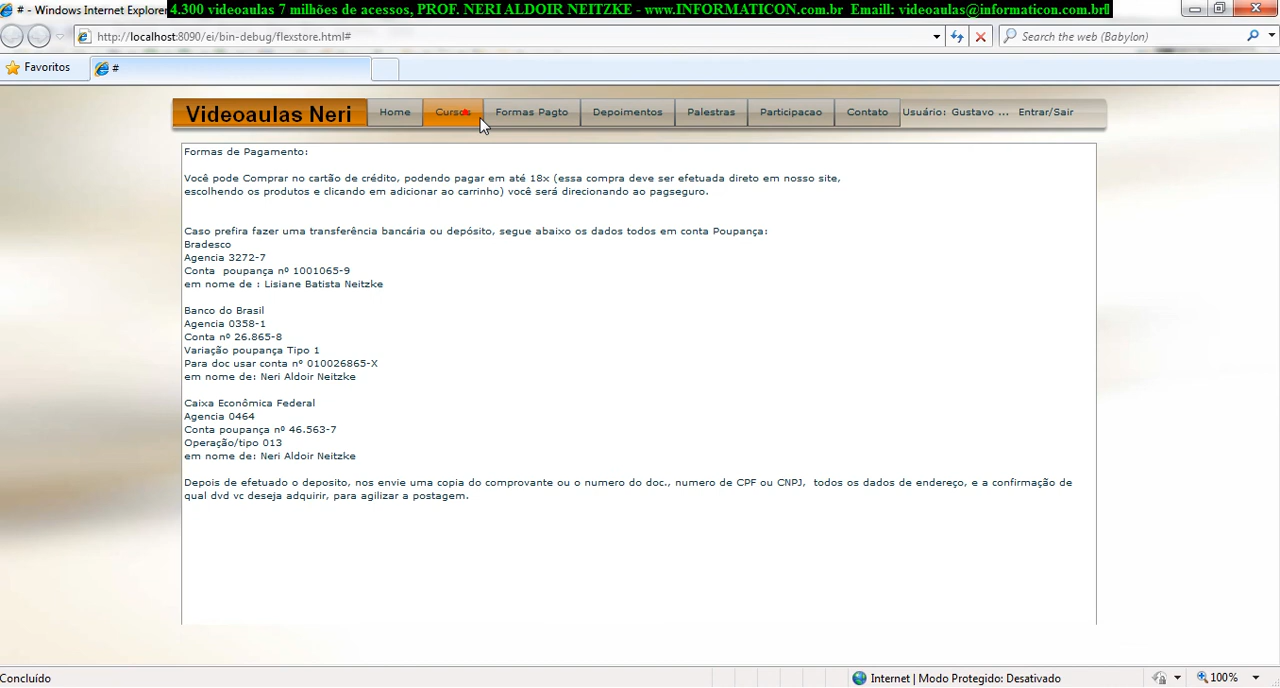 # - Windows Internet Explorer
4.300 videoaulas 7 milhões de acessos, PROF. NERI ALDOIR NEITZKE - www.INFORMATICON.com.br Emaill: videoaulas@informaticon.com.br
http://localhost:8090/ei/bin-debug/flexstore.html#
Search the web (Babylon)
Favoritos
#
Videoaulas Neri
Home
Cursos
Formas Pagto
Depoimentos
Palestras
Participacao
Contato
Usuário: Gustavo ...
Entrar/Sair
Formas de Pagamento:
Você pode Comprar no cartão de crédito, podendo pagar em até 18x (essa compra deve ser efetuada direto em nosso site,
escolhendo os produtos e clicando em adicionar ao carrinho) você será direcionando ao pagseguro.
Caso prefira fazer uma transferência bancária ou depósito, segue abaixo os dados todos em conta Poupança:
Bradesco
Agencia 3272-7
Conta poupança nº 1001065-9
em nome de : Lisiane Batista Neitzke
Banco do Brasil
Agencia 0358-1
Conta nº 26.865-8
Variação poupança Tipo 1
Para doc usar conta n° 010026865-X
em nome de: Neri Aldoir Neitzke
Caixa Econômica Federal
Agencia 0464
Conta poupança nº 46.563-7
Operação/tipo 013
em nome de: Neri Aldoir Neitzke
Depois de efetuado o deposito, nos envie uma copia do comprovante ou o numero do doc., numero de CPF ou CNPJ, todos os dados de endereço, e a confirmação de
qual dvd vc deseja adquirir, para agilizar a postagem.
Concluído
Internet | Modo Protegido: Desativado
100%